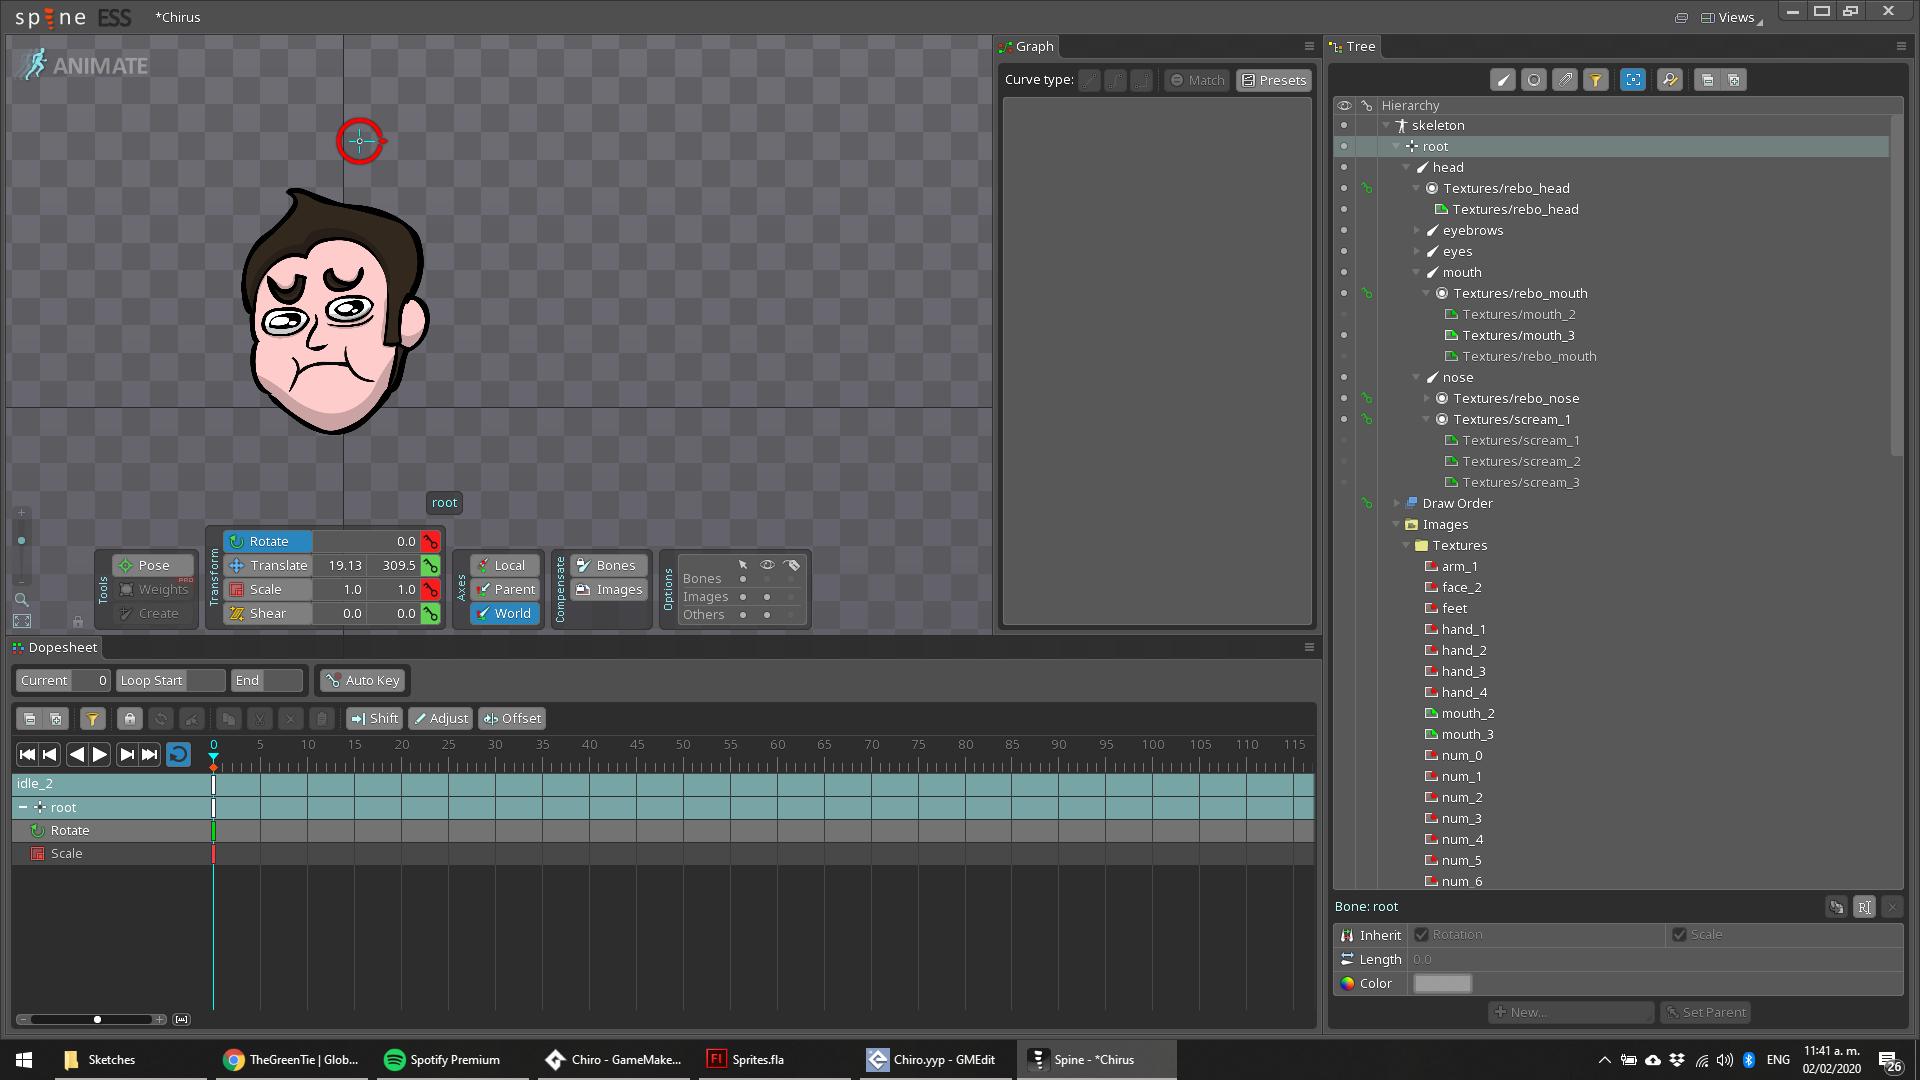 spine ESS *Chirus
Views
ANIMATE
root
Tools
Pose
Weights PRO
Create
Transform
Rotate 0.0
Translate 19.13 309.5
Scale 1.0 1.0
Shear 0.0 0.0
Axes
Local
Parent
World
Compensate
Bones
Images
Options
Bones
Images
Others
Graph
Curve type: Match Presets
Tree
Hierarchy
skeleton
root
head
Textures/rebo_head
Textures/rebo_head
eyebrows
eyes
mouth
Textures/rebo_mouth
Textures/mouth_2
Textures/mouth_3
Textures/rebo_mouth
nose
Textures/rebo_nose
Textures/scream_1
Textures/scream_1
Textures/scream_2
Textures/scream_3
Draw Order
Images
Textures
arm_1
face_2
feet
hand_1
hand_2
hand_3
hand_4
mouth_2
mouth_3
num_0
num_1
num_2
num_3
num_4
num_5
num_6
Bone: root
Inherit Rotation Scale
Length 0.0
Color
New... Set Parent
Dopesheet
Current 0 Loop Start End Auto Key
Shift Adjust Offset
0 5 10 15 20 25 30 35 40 45 50 55 60 65 70 75 80 85 90 95 100 105 110 115
idle_2
root
Rotate
Scale
Sketches TheGreenTie | Glob... Spotify Premium Chiro - GameMake... Sprites.fla Chiro.yyp - GMEdit Spine - *Chirus ENG 11:41 a. m.
02/02/2020 26